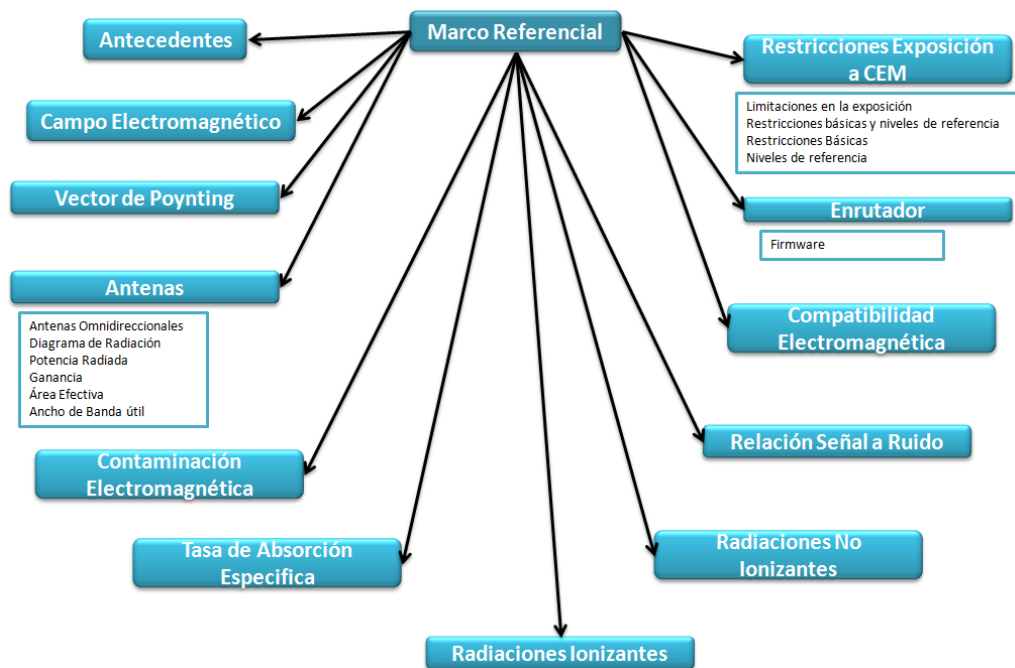 Marco Referencial
Antecedentes
Campo Electromagnético
Vector de Poynting
Antenas
Antenas Omnidireccionales
Diagrama de Radiación
Potencia Radiada
Ganancia
Área Efectiva
Ancho de Banda útil
Contaminación
Electromagnética
Tasa de Absorción
Especifica
Radiaciones Ionizantes
Radiaciones No
Ionizantes
Relación Señal a Ruido
Compatibilidad
Electromagnética
Enrutador
Firmware
Restricciones Exposición
a CEM
Limitaciones en la exposición
Restricciones básicas y niveles de referencia
Restricciones Básicas
Niveles de referencia